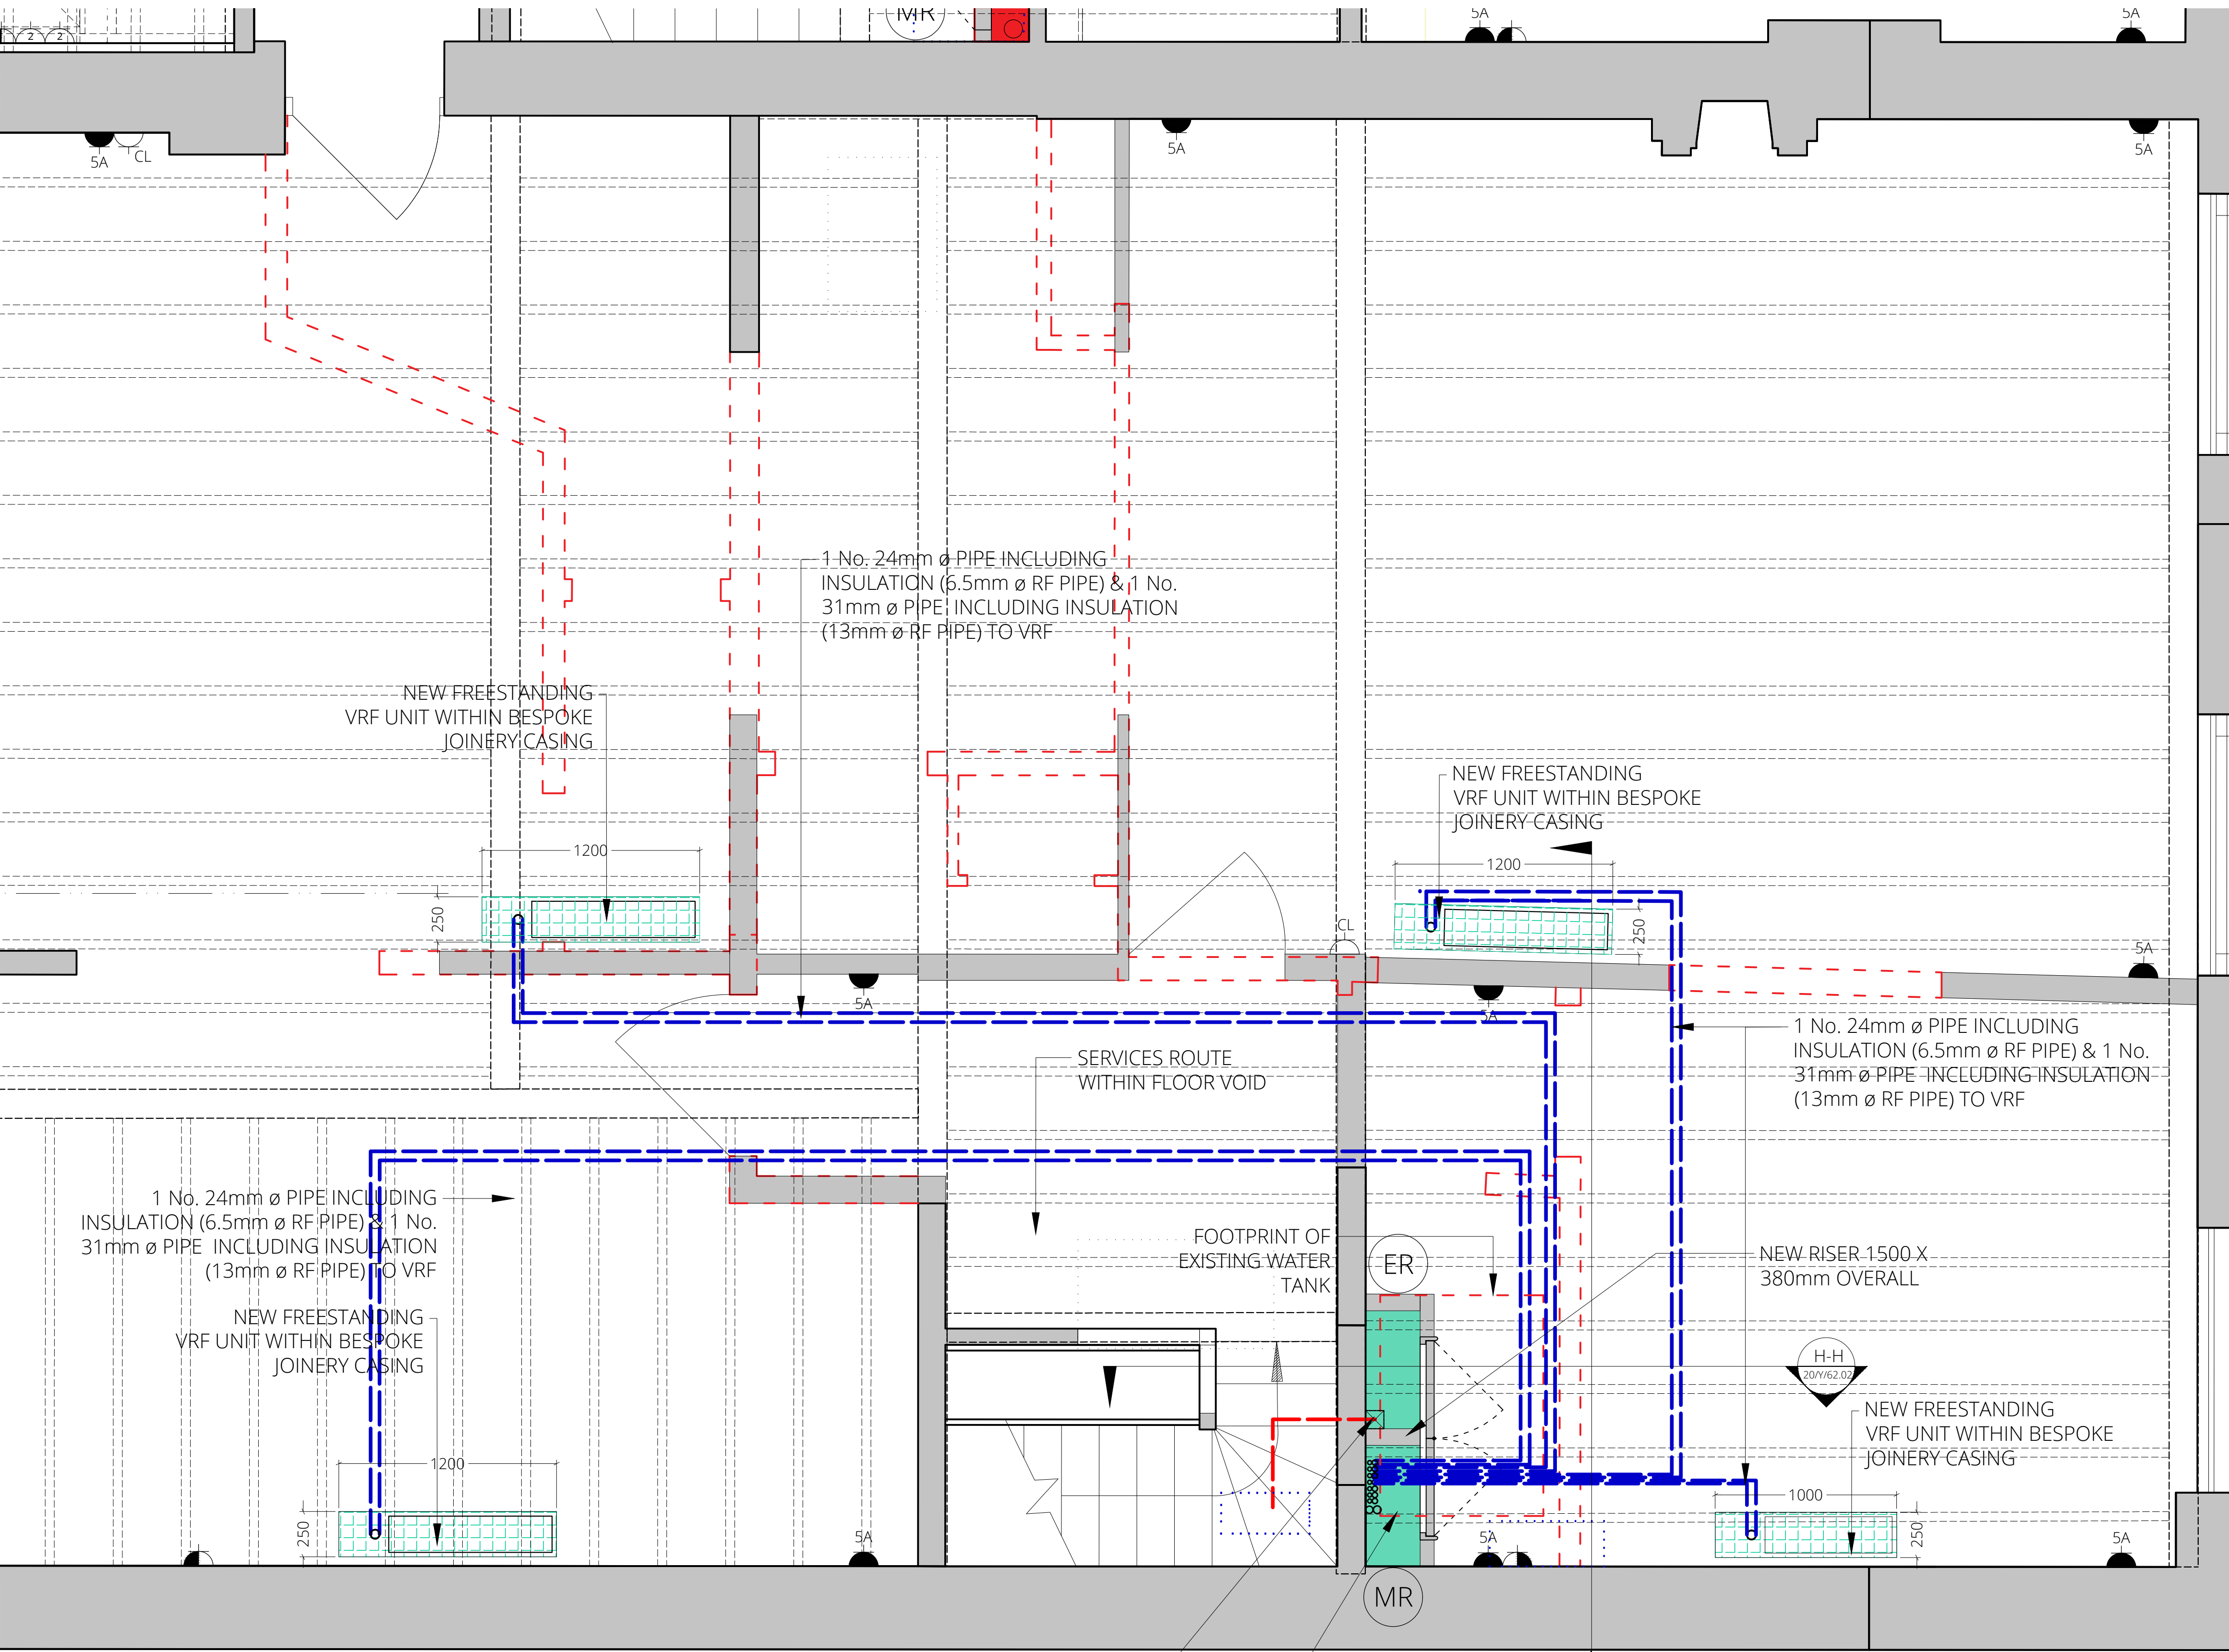 2
2
MR
5A
5A
5A
CL
5A
5A
1 No. 24mm ø PIPE INCLUDING
INSULATION (6.5mm ø RF PIPE) & 1 No.
31mm ø PIPE INCLUDING INSULATION
(13mm ø RF PIPE) TO VRF
NEW FREESTANDING
VRF UNIT WITHIN BESPOKE
JOINERY CASING
NEW FREESTANDING
VRF UNIT WITHIN BESPOKE
JOINERY CASING
1200
1200
250
250
CL
5A
5A
5A
1 No. 24mm ø PIPE INCLUDING
INSULATION (6.5mm ø RF PIPE) & 1 No.
31mm ø PIPE INCLUDING INSULATION
(13mm ø RF PIPE) TO VRF
SERVICES ROUTE
WITHIN FLOOR VOID
1 No. 24mm ø PIPE INCLUDING
INSULATION (6.5mm ø RF PIPE) & 1 No.
31mm ø PIPE INCLUDING INSULATION
(13mm ø RF PIPE) TO VRF
FOOTPRINT OF
EXISTING WATER
TANK
ER
NEW RISER 1500 X
380mm OVERALL
NEW FREESTANDING
VRF UNIT WITHIN BESPOKE
JOINERY CASING
H-H
20/Y/62.02
NEW FREESTANDING
VRF UNIT WITHIN BESPOKE
JOINERY CASING
1200
1000
250
250
5A
5A
5A
MR